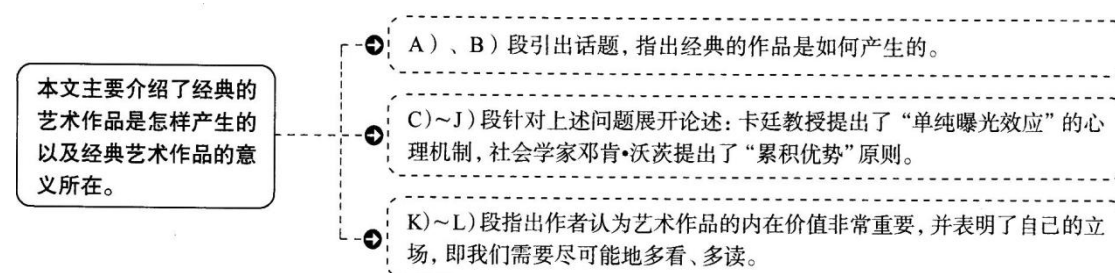 本文主要介绍了经典的
艺术作品是怎样产生的
以及经典艺术作品的意
义所在。
A）、B）段引出话题，指出经典的作品是如何产生的。
C)~J)段针对上述问题展开论述：卡廷教授提出了“单纯曝光效应”的心
理机制，社会学家邓肯•沃茨提出了“累积优势”原则。
K)~L)段指出作者认为艺术作品的内在价值非常重要，并表明了自己的立
场，即我们需要尽可能地多看、多读。